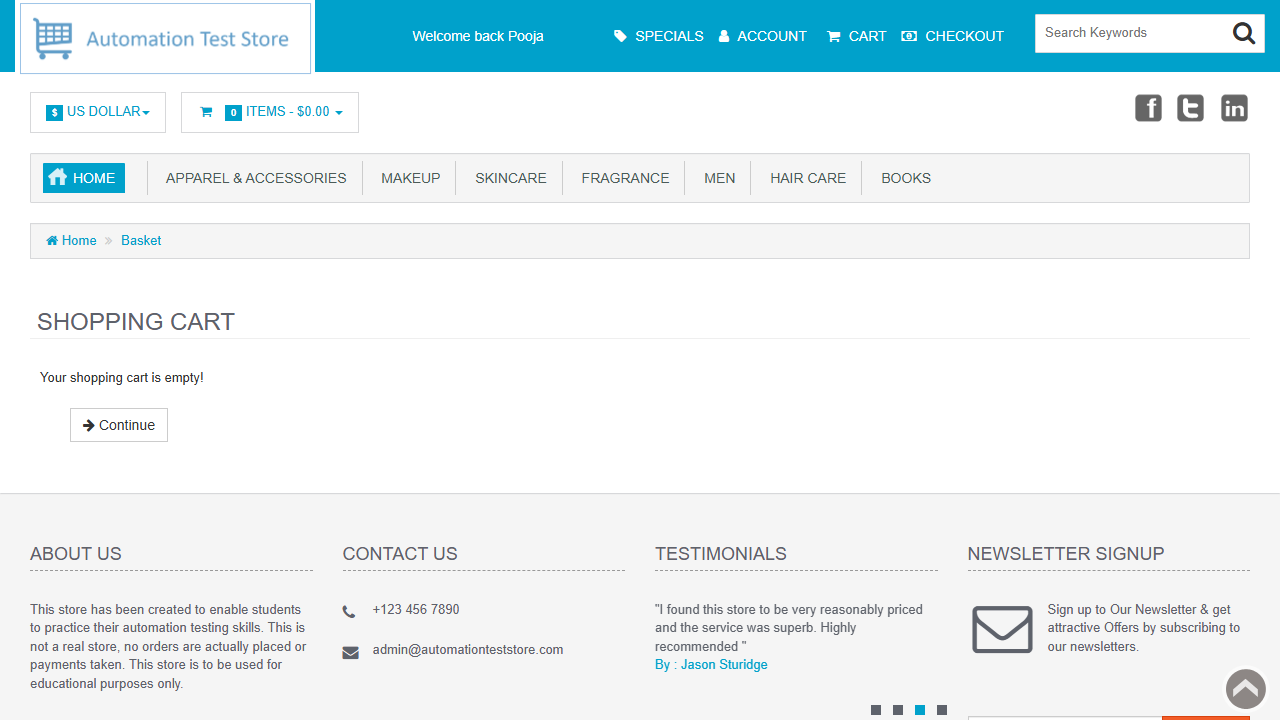 Automation Test Store
Welcome back Pooja
SPECIALS
ACCOUNT
CART
CHECKOUT
Search Keywords
$ US DOLLAR
0 ITEMS - $0.00
HOME
APPAREL & ACCESSORIES
MAKEUP
SKINCARE
FRAGRANCE
MEN
HAIR CARE
BOOKS
Home » Basket
SHOPPING CART
Your shopping cart is empty!
Continue
ABOUT US
This store has been created to enable students
to practice their automation testing skills. This is
not a real store, no orders are actually placed or
payments taken. This store is to be used for
educational purposes only.
CONTACT US
+123 456 7890
admin@automationteststore.com
TESTIMONIALS
"I found this store to be very reasonably priced
and the service was superb. Highly
recommended "
By : Jason Sturidge
NEWSLETTER SIGNUP
Sign up to Our Newsletter & get
attractive Offers by subscribing to
our newsletters.